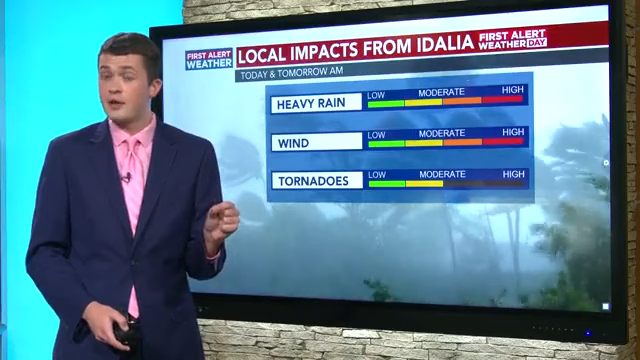 FIRST ALERT
WEATHER
LOCAL IMPACTS FROM IDALIA
FIRST ALERT
WEATHER DAY
TODAY & TOMORROW AM
HEAVY RAIN
LOW MODERATE HIGH
WIND
LOW MODERATE HIGH
TORNADOES
LOW MODERATE HIGH